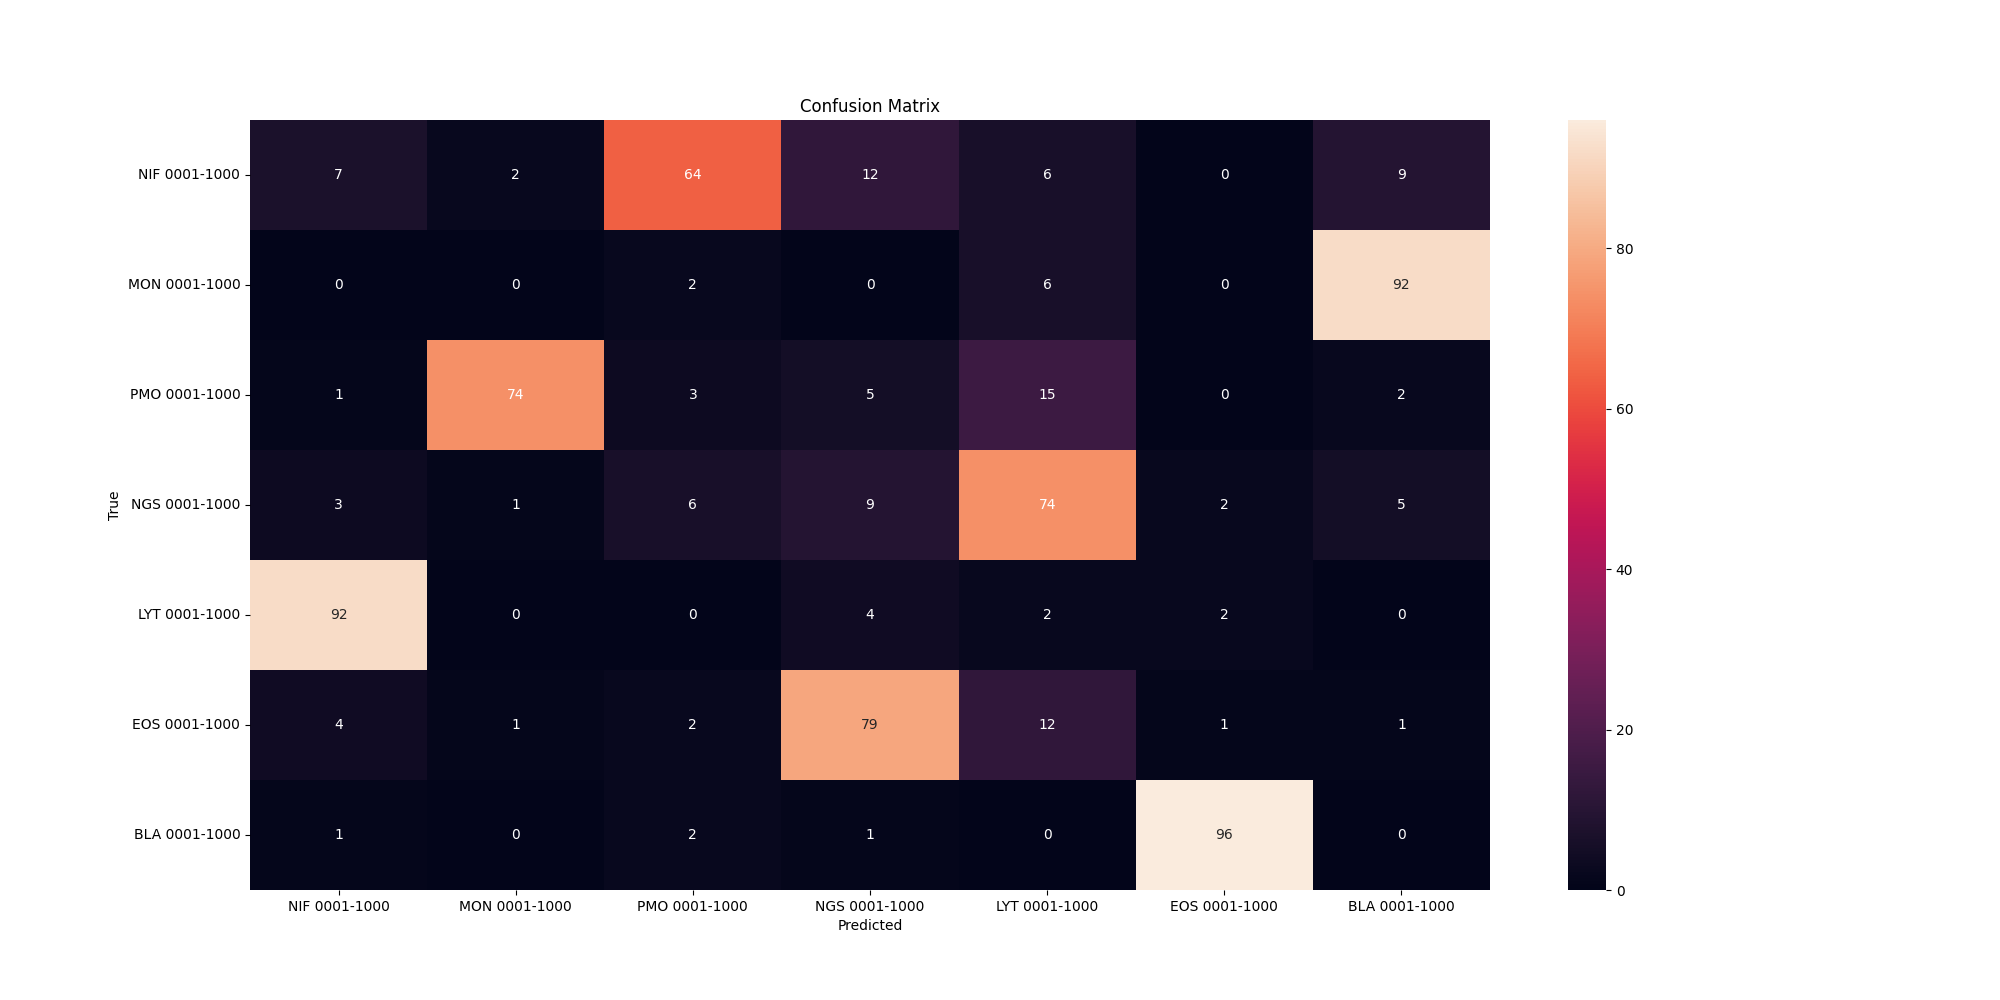 Confusion Matrix
NIF 0001-1000 7 2 64 12 6 0 9
MON 0001-1000 0 0 2 0 6 0 92
PMO 0001-1000 1 74 3 5 15 0 2
NGS 0001-1000 3 1 6 9 74 2 5
LYT 0001-1000 92 0 0 4 2 2 0
EOS 0001-1000 4 1 2 79 12 1 1
BLA 0001-1000 1 0 2 1 0 96 0
True
NIF 0001-1000 MON 0001-1000 PMO 0001-1000 NGS 0001-1000 LYT 0001-1000 EOS 0001-1000 BLA 0001-1000
Predicted
80
60
40
20
0